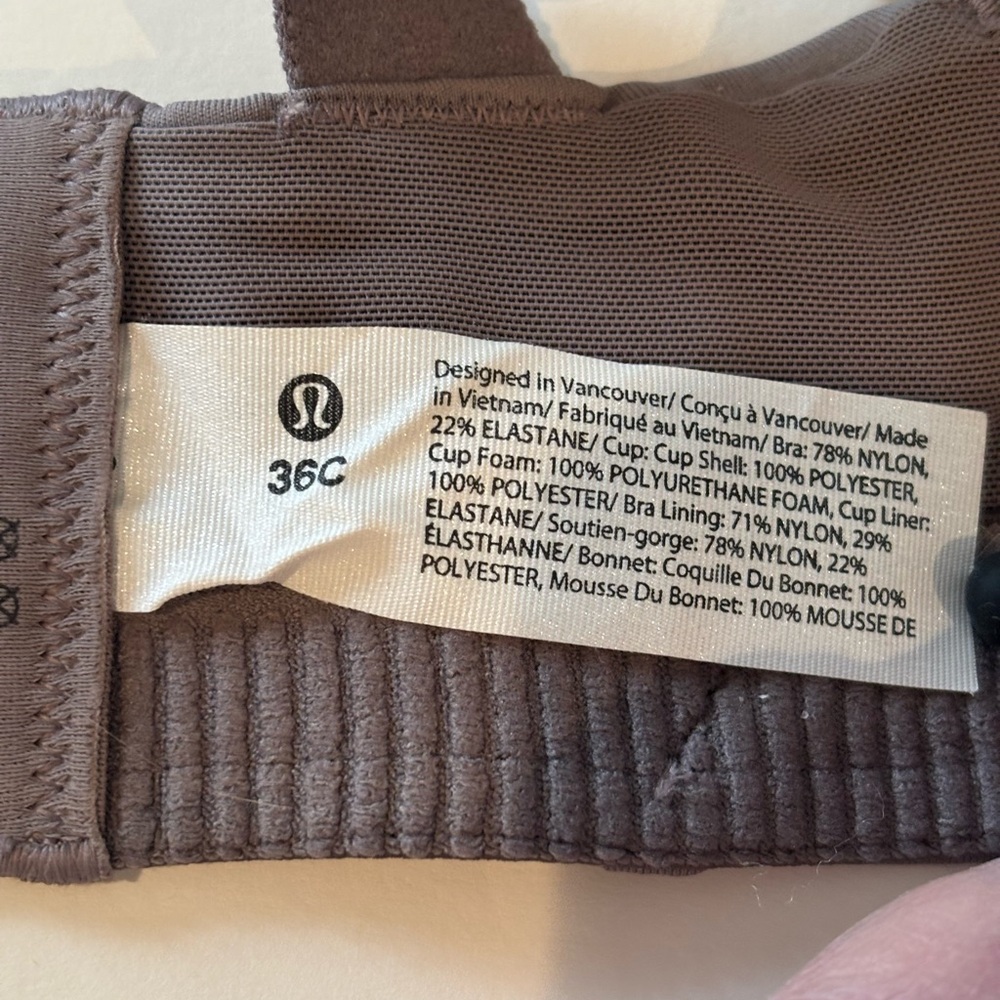 36C
Designed in Vancouver/ Conçu à Vancouver/ Made
in Vietnam/ Fabriqué au Vietnam/ Bra: 78% NYLON,
22% ELASTANE/ Cup: Cup Shell: 100% POLYESTER,
Cup Foam: 100% POLYURETHANE FOAM, Cup Liner:
100% POLYESTER/ Bra Lining: 71% NYLON, 29%
ELASTANE/ Soutien-gorge: 78% NYLON, 22%
ÉLASTHANNE/ Bonnet: Coquille Du Bonnet: 100%
POLYESTER, Mousse Du Bonnet: 100% MOUSSE DE